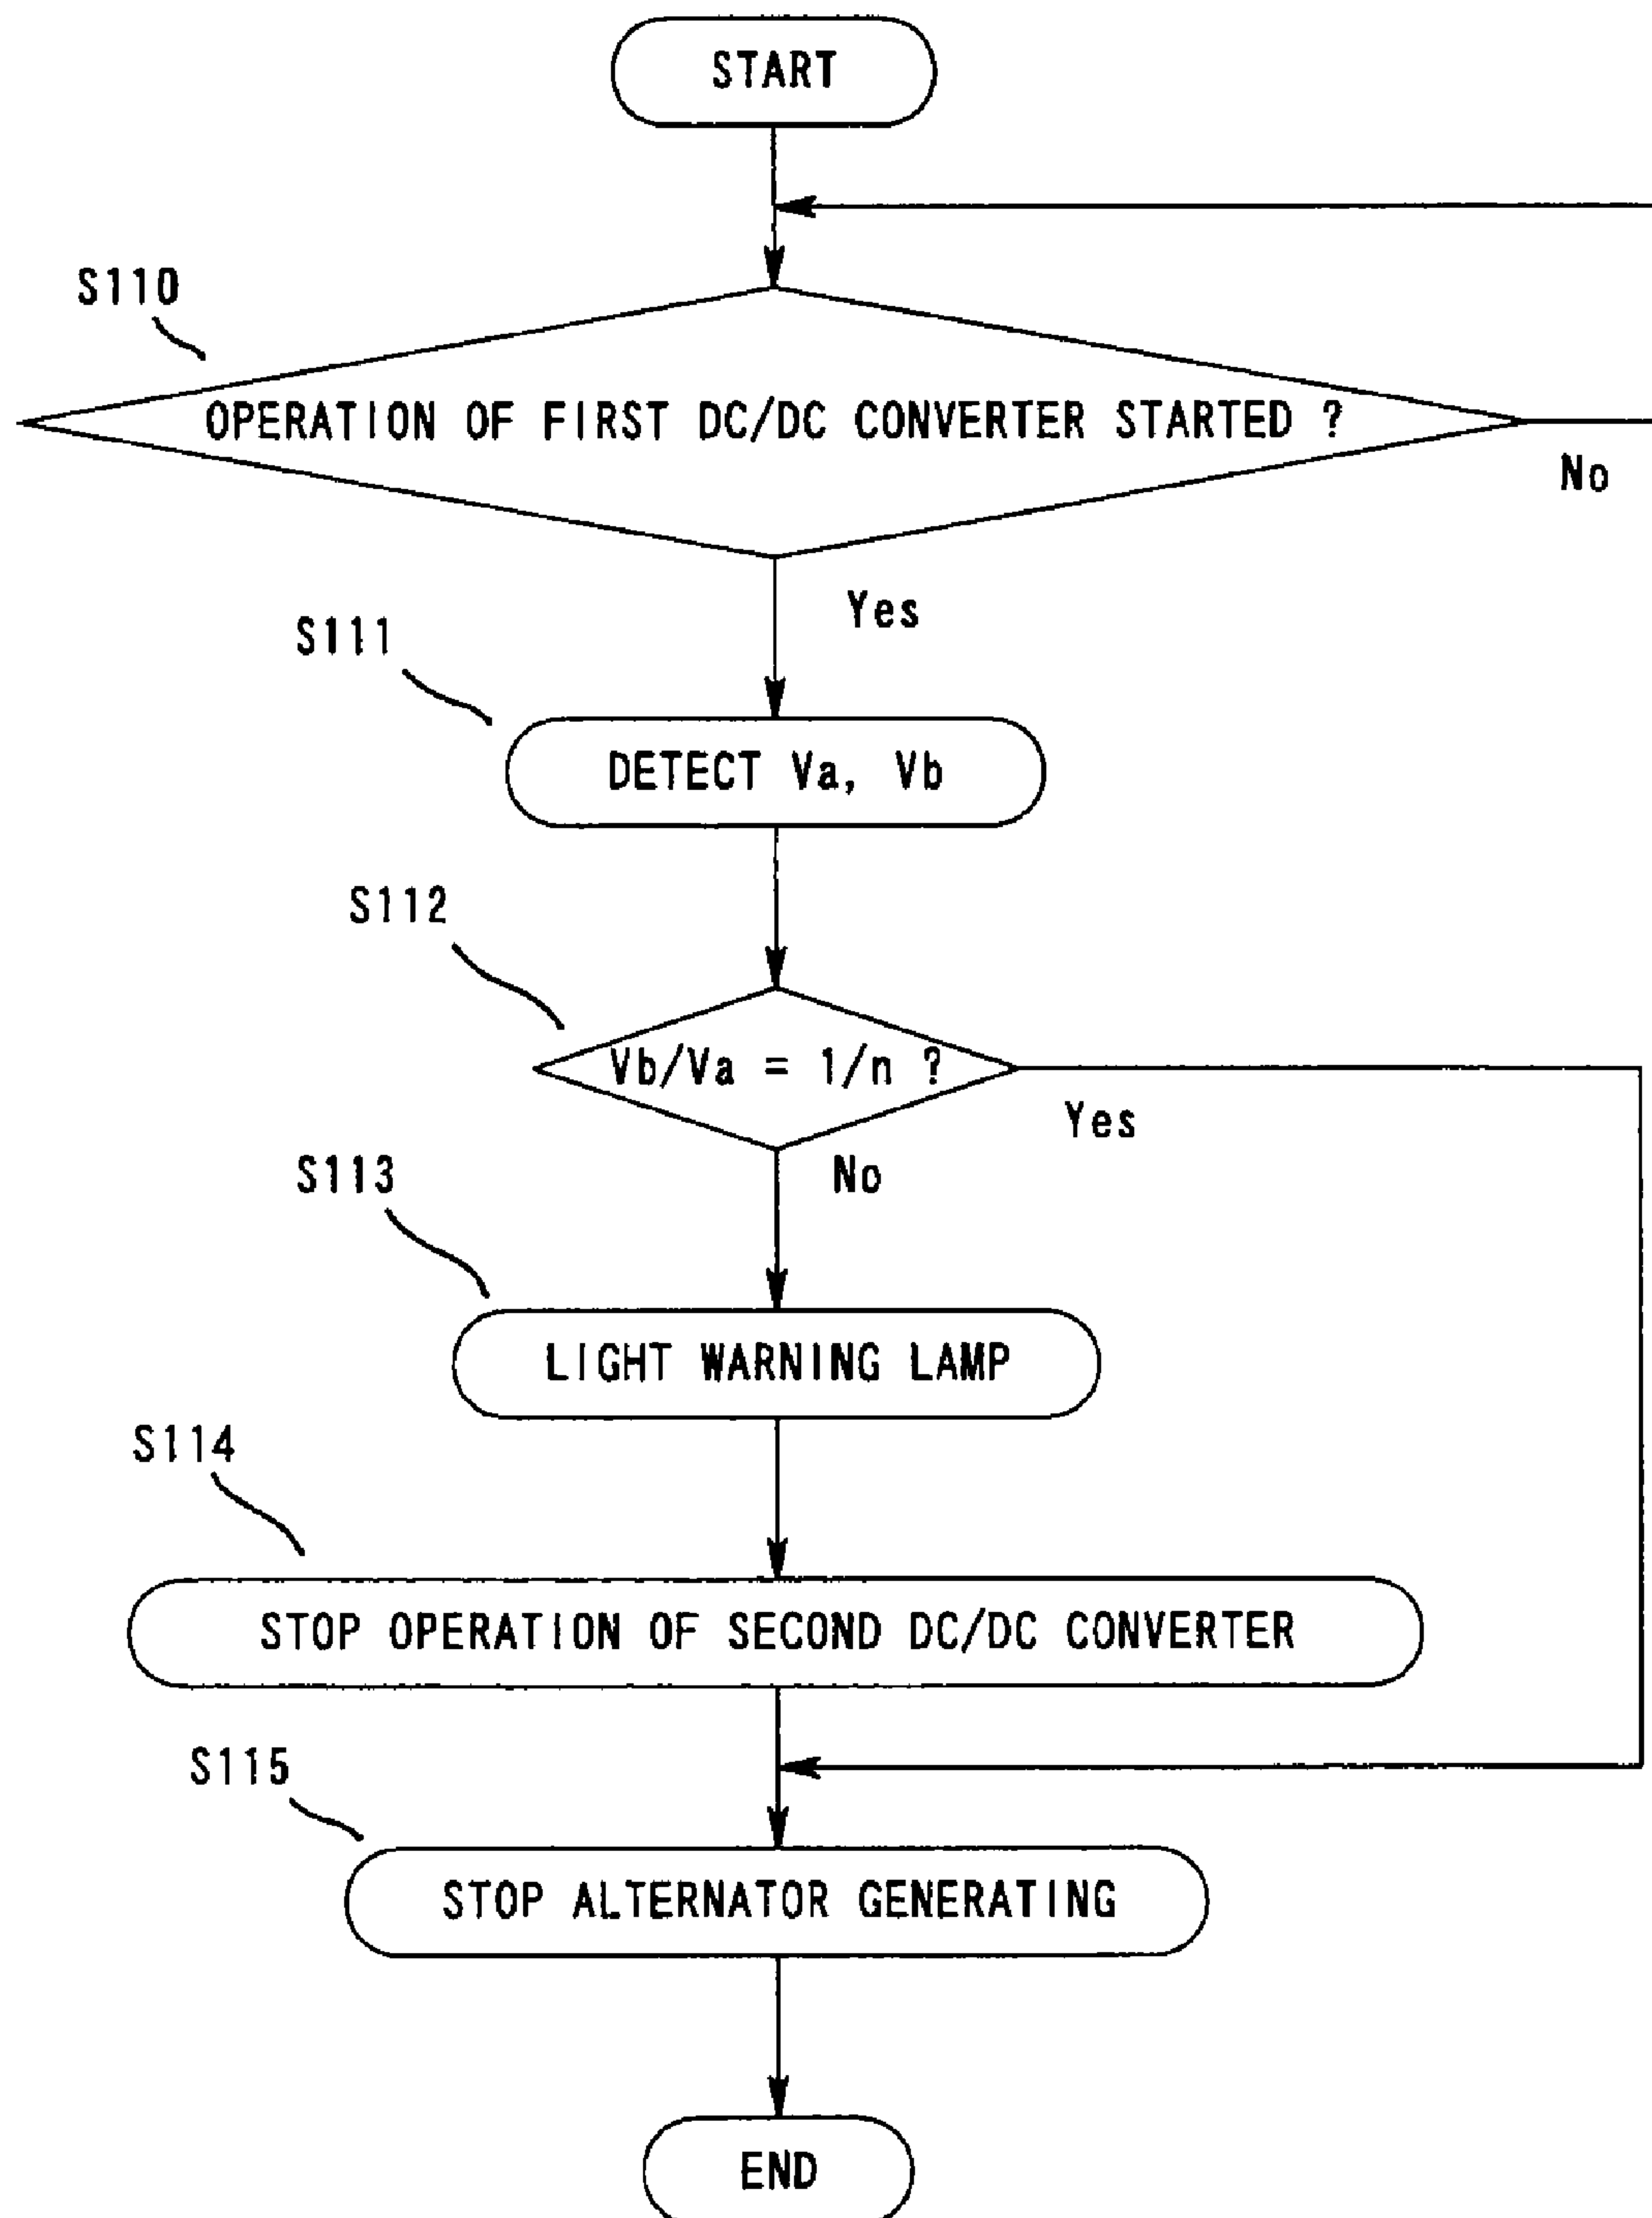 START
S110
OPERATION OF FIRST DC/DC CONVERTER STARTED ?
No
Yes
S111
DETECT Va, Vb
S112
Vb/Va = 1/n ?
Yes
No
S113
LIGHT WARNING LAMP
S114
STOP OPERATION OF SECOND DC/DC CONVERTER
S115
STOP ALTERNATOR GENERATING
END